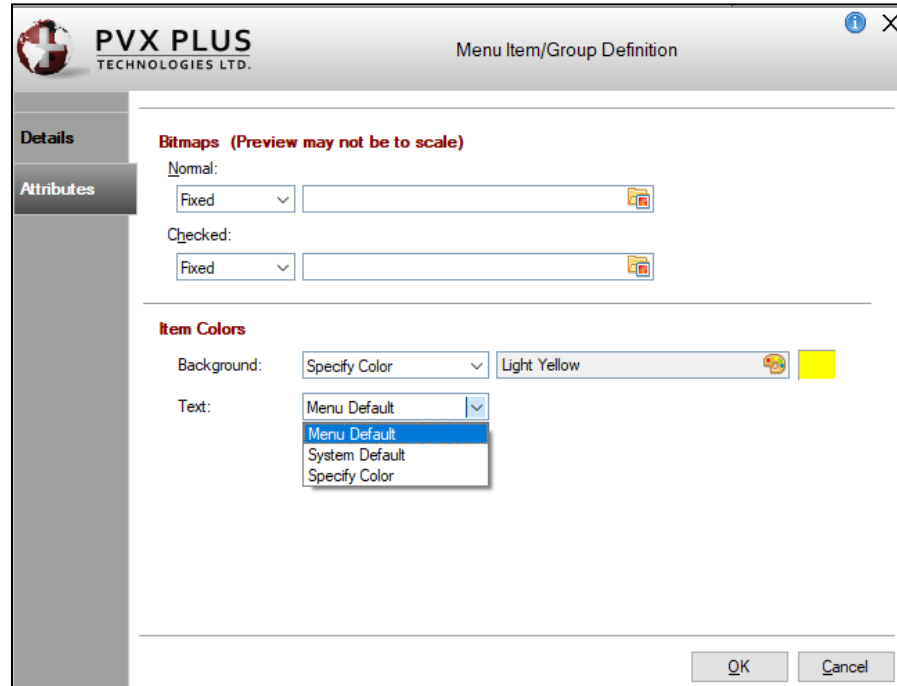 PVX PLUS
TECHNOLOGIES LTD.
Menu Item/Group Definition
Details
Attributes
Bitmaps (Preview may not be to scale)
Normal:
Fixed
Checked:
Fixed
Item Colors
Background: Specify Color Light Yellow
Text: Menu Default
Menu Default
System Default
Specify Color
OK Cancel